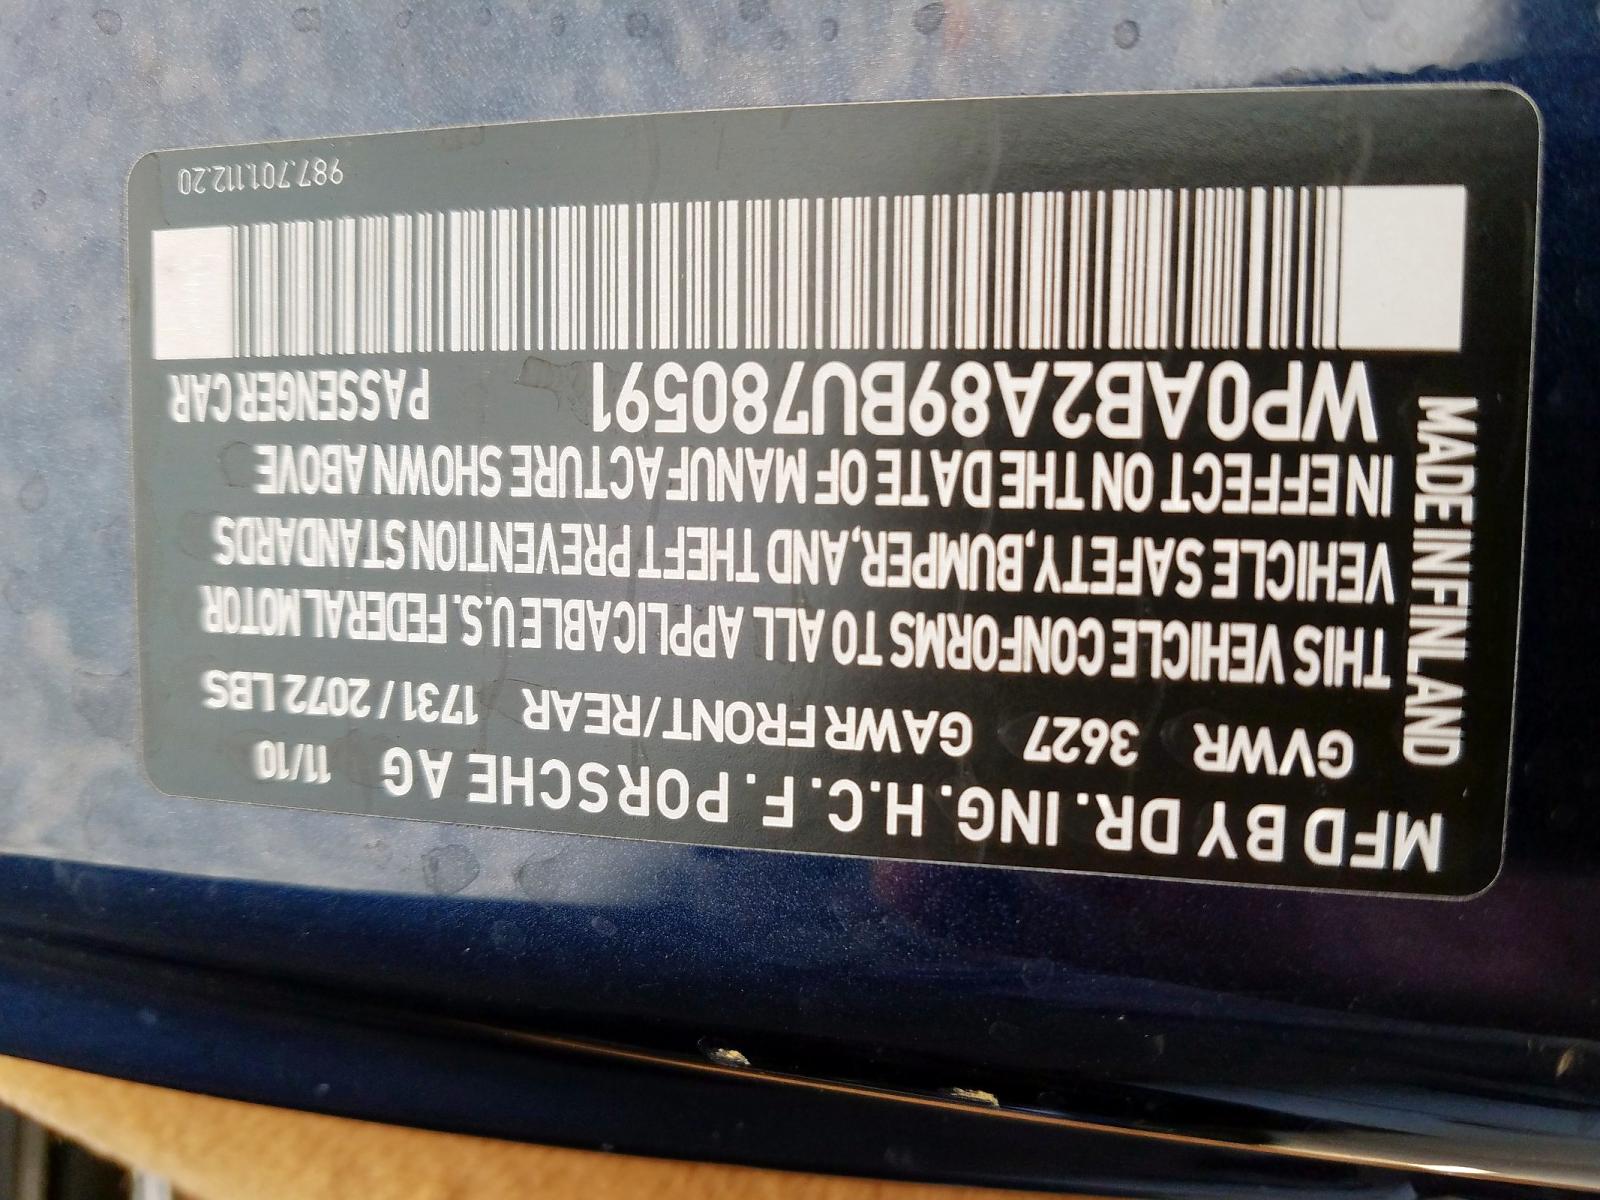 MFD BY DR. ING. H.C. F. PORSCHE AG 11/10
GVWR 3627 GAWR FRONT/REAR 1731 / 2072 LBS
THIS VEHICLE CONFORMS TO ALL APPLICABLE U.S. FEDERAL MOTOR
VEHICLE SAFETY, BUMPER, AND THEFT PREVENTION STANDARDS
IN EFFECT ON THE DATE OF MANUFACTURE SHOWN ABOVE
WP0AB2A89BU780591 PASSENGER CAR
MADE IN FINLAND
987.701.112.20